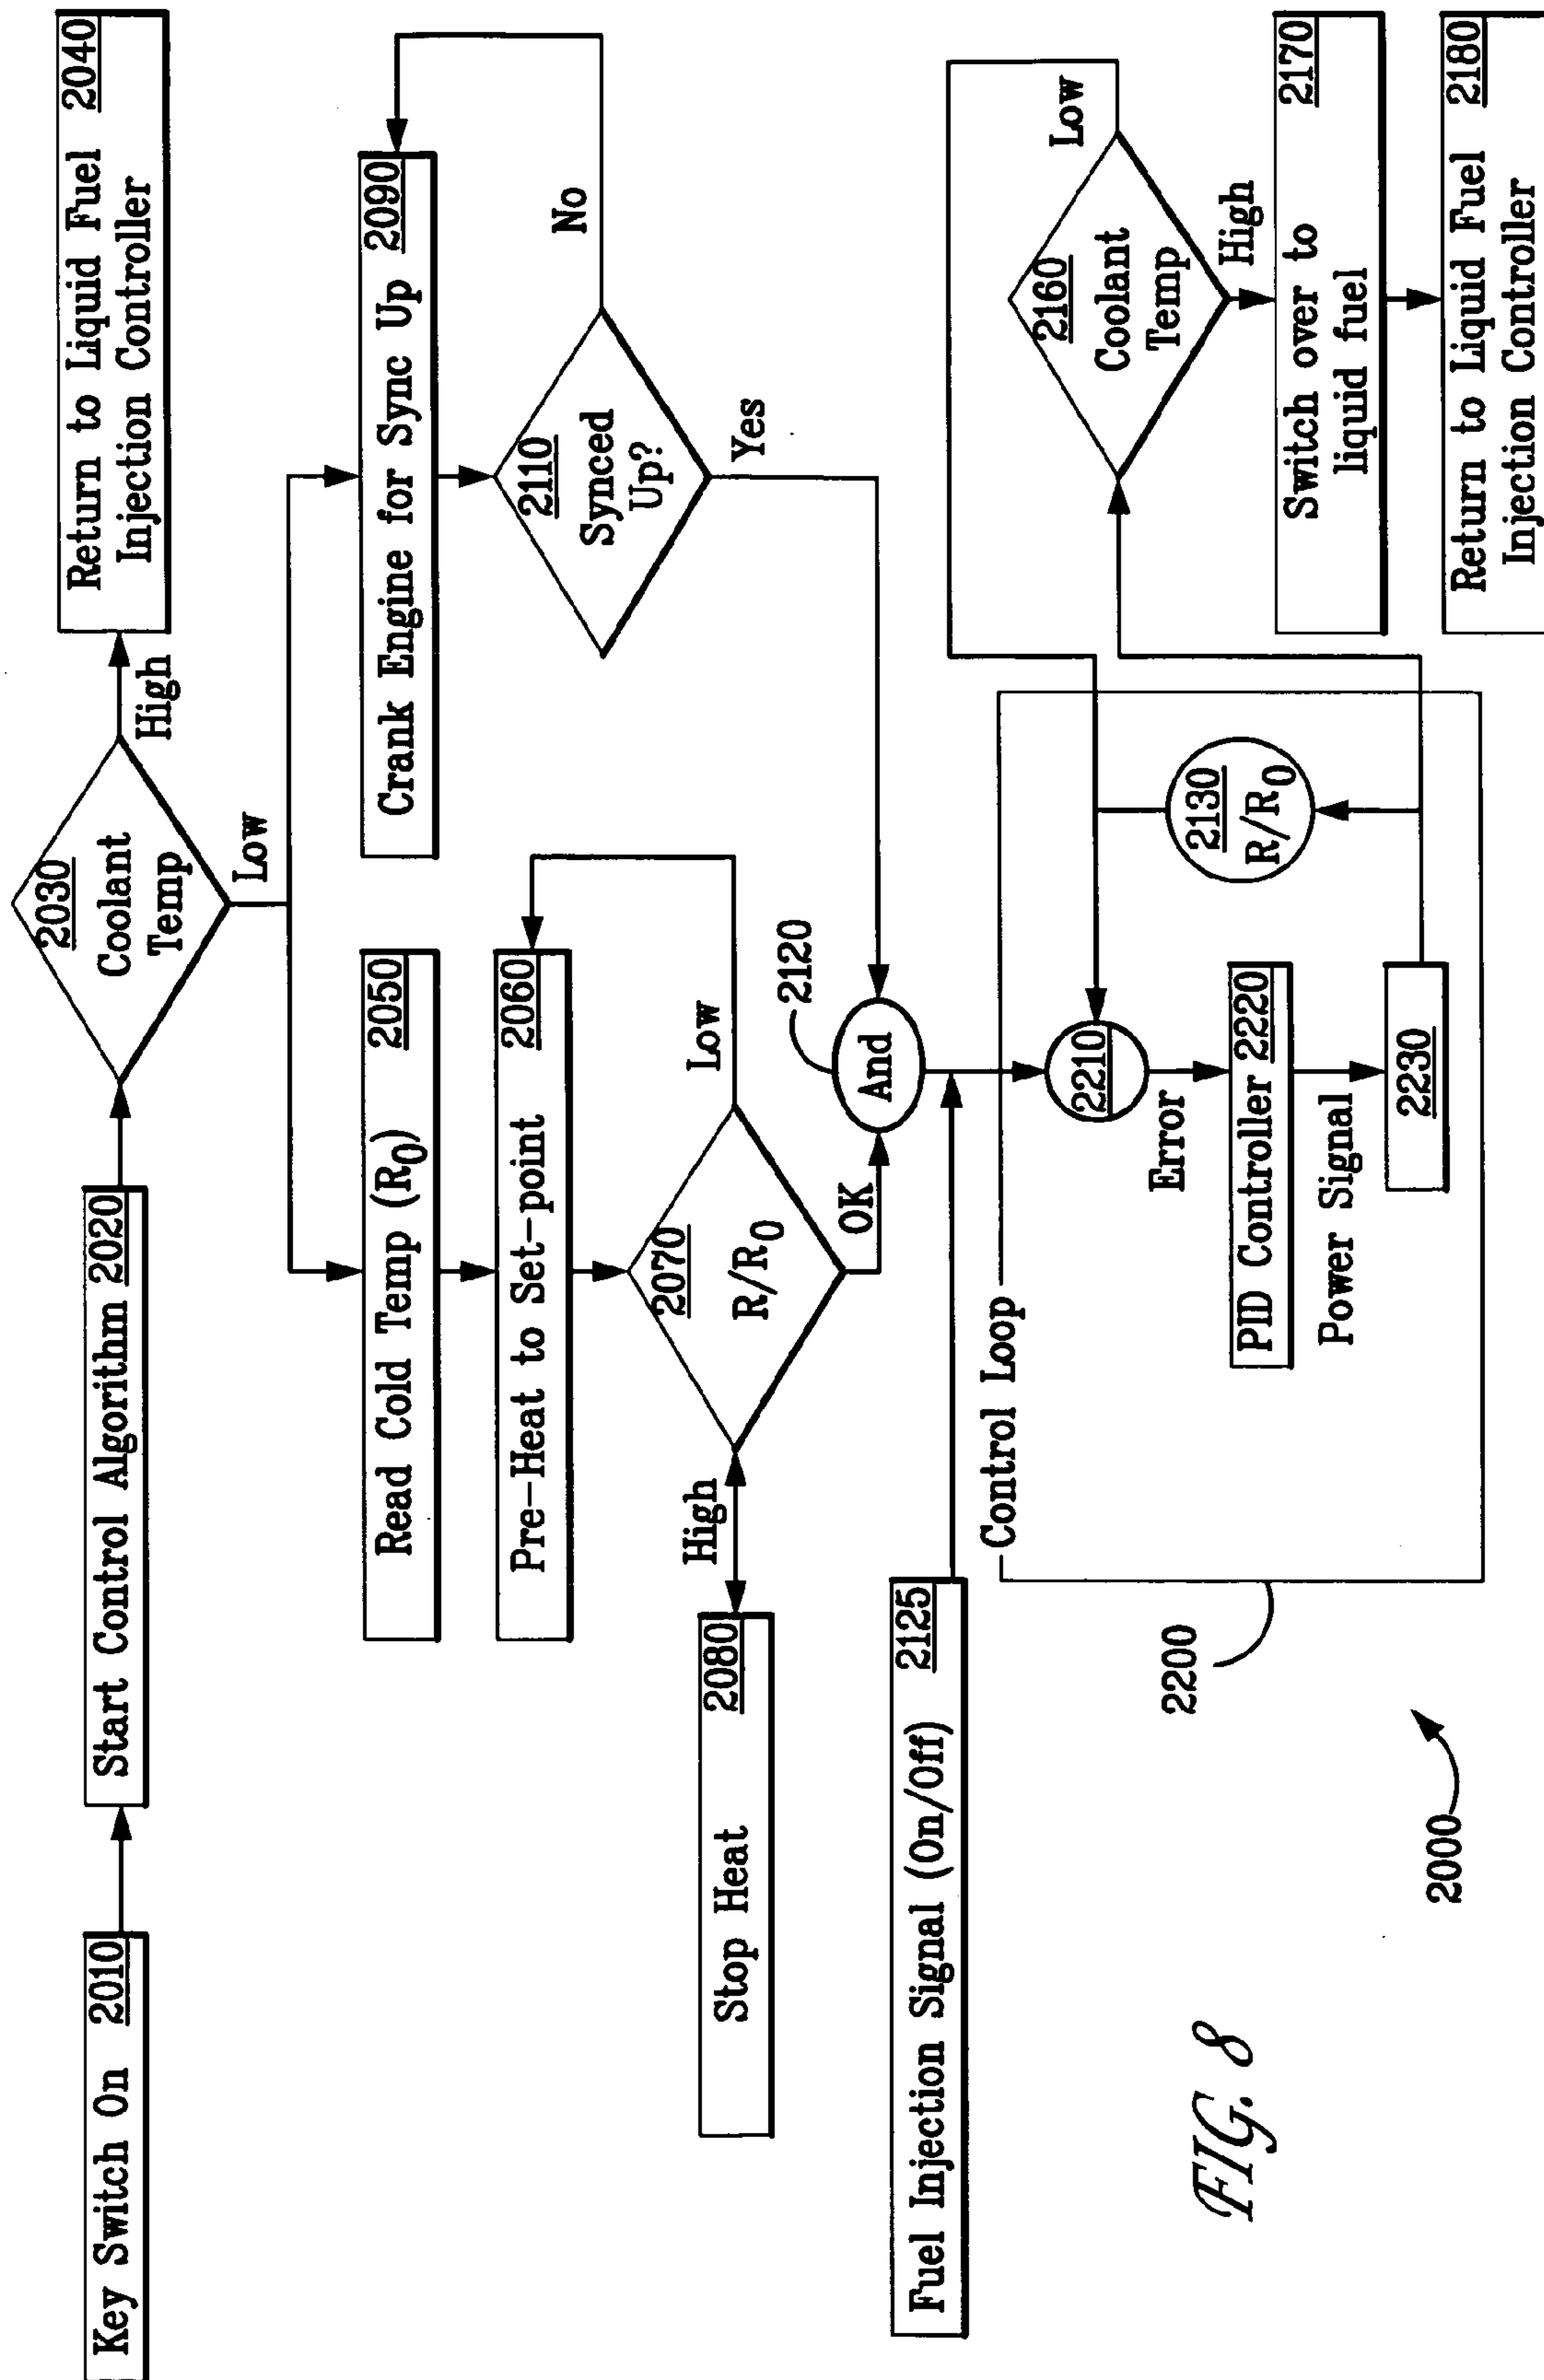 Key Switch On 2010
Start Control Algorithm 2020
2030
Coolant
Temp
High
Return to Liquid Fuel 2040
Injection Controller
Low
Read Cold Temp (R0) 2050
Crank Engine for Sync Up 2090
Pre-Heat to Set-point 2060
2110
Synced
Up?
No
Yes
2070
R/R0
Low
High
Stop Heat 2080
OK
And
2120
Fuel Injection Signal (On/Off) 2125
Control Loop
2210
Error
PID Controller 2220
Power Signal
2230
2130
R/R0
2160
Coolant
Temp
Low
High
Switch over to 2170
liquid fuel
Return to Liquid Fuel 2180
Injection Controller
2200
2000
FIG. 8